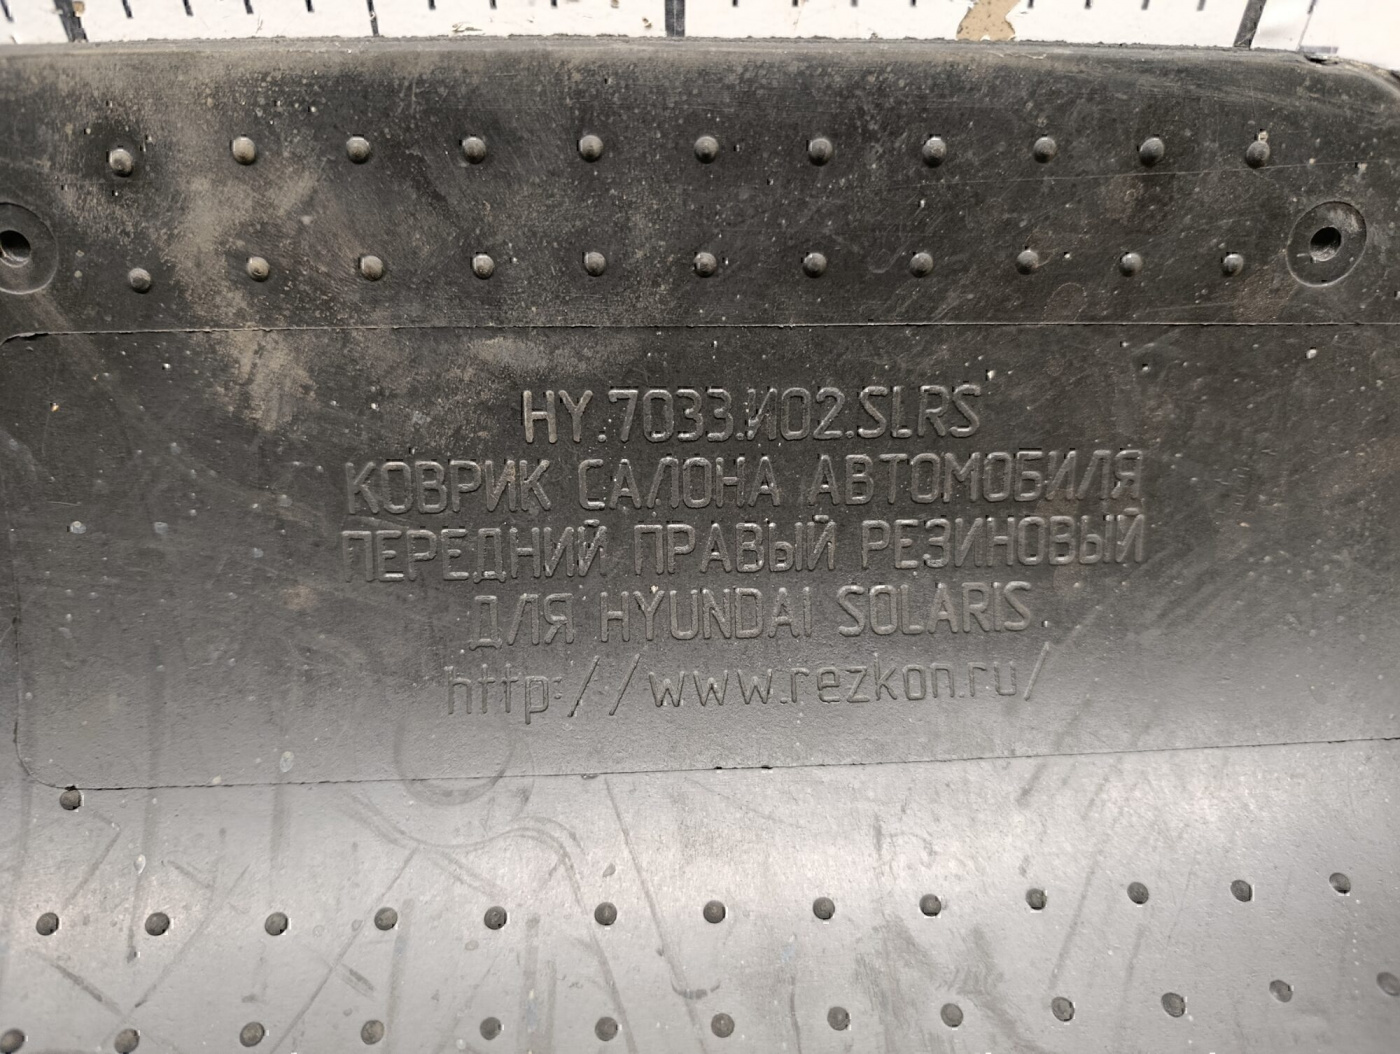 HY.7033.И02.SLRS
КОВРИК САЛОНА АВТОМОБИЛЯ
ПЕРЕДНИЙ ПРАВЫЙ РЕЗИНОВЫЙ
ДЛЯ HYUNDAI SOLARIS.
http://www.rezkon.ru/